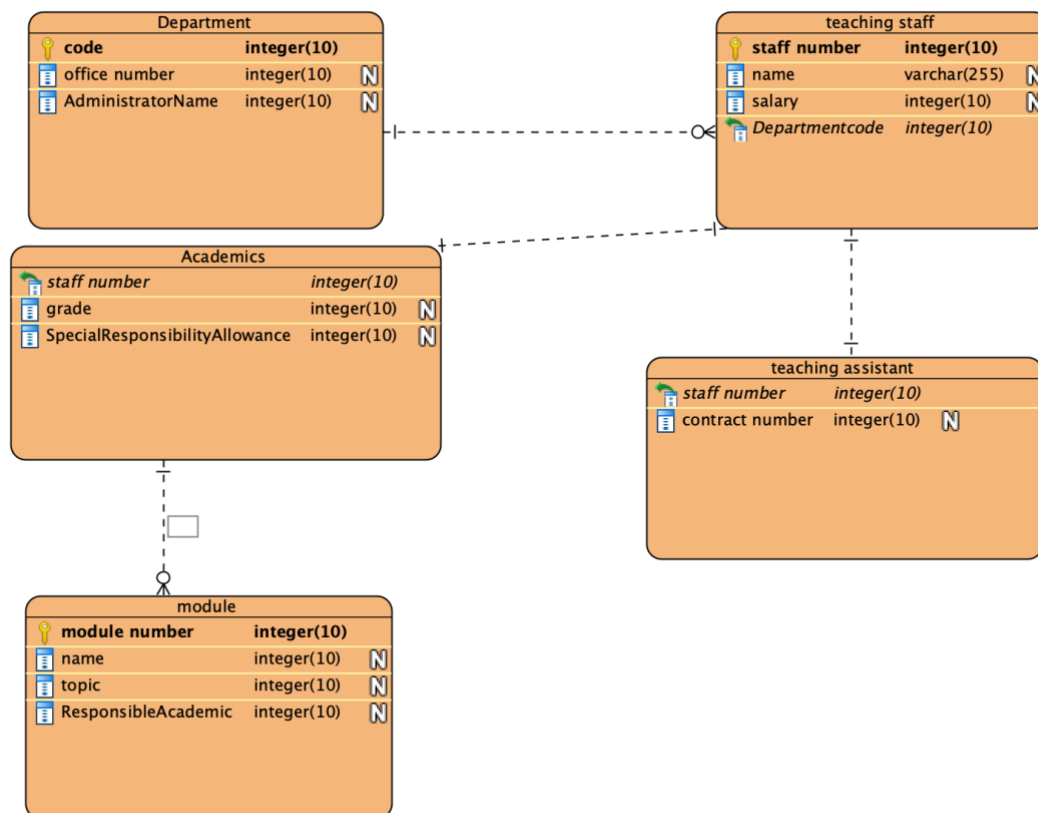 Department
code integer(10)
office number integer(10) N
AdministratorName integer(10) N
teaching staff
staff number integer(10)
name varchar(255) N
salary integer(10) N
Departmentcode integer(10)
Academics
staff number integer(10)
grade integer(10) N
SpecialResponsibilityAllowance integer(10) N
teaching assistant
staff number integer(10)
contract number integer(10) N
module
module number integer(10)
name integer(10) N
topic integer(10) N
ResponsibleAcademic integer(10) N